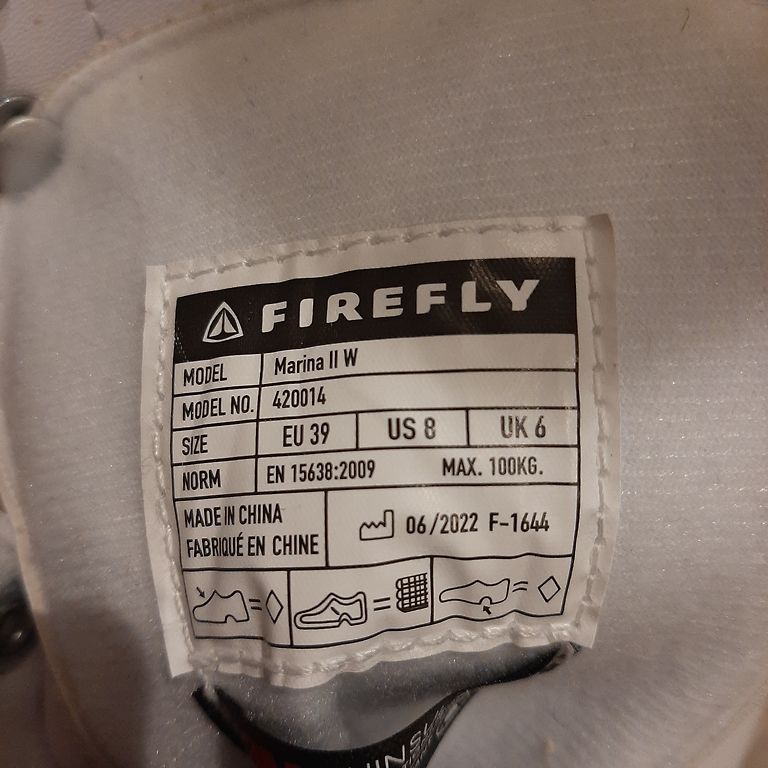 FIREFLY
MODEL Marina II W
MODEL NO. 420014
SIZE EU 39 US 8 UK 6
NORM EN 15638:2009 MAX. 100KG.
MADE IN CHINA
FABRIQUÉ EN CHINE
06/2022 F-1644
= =  =